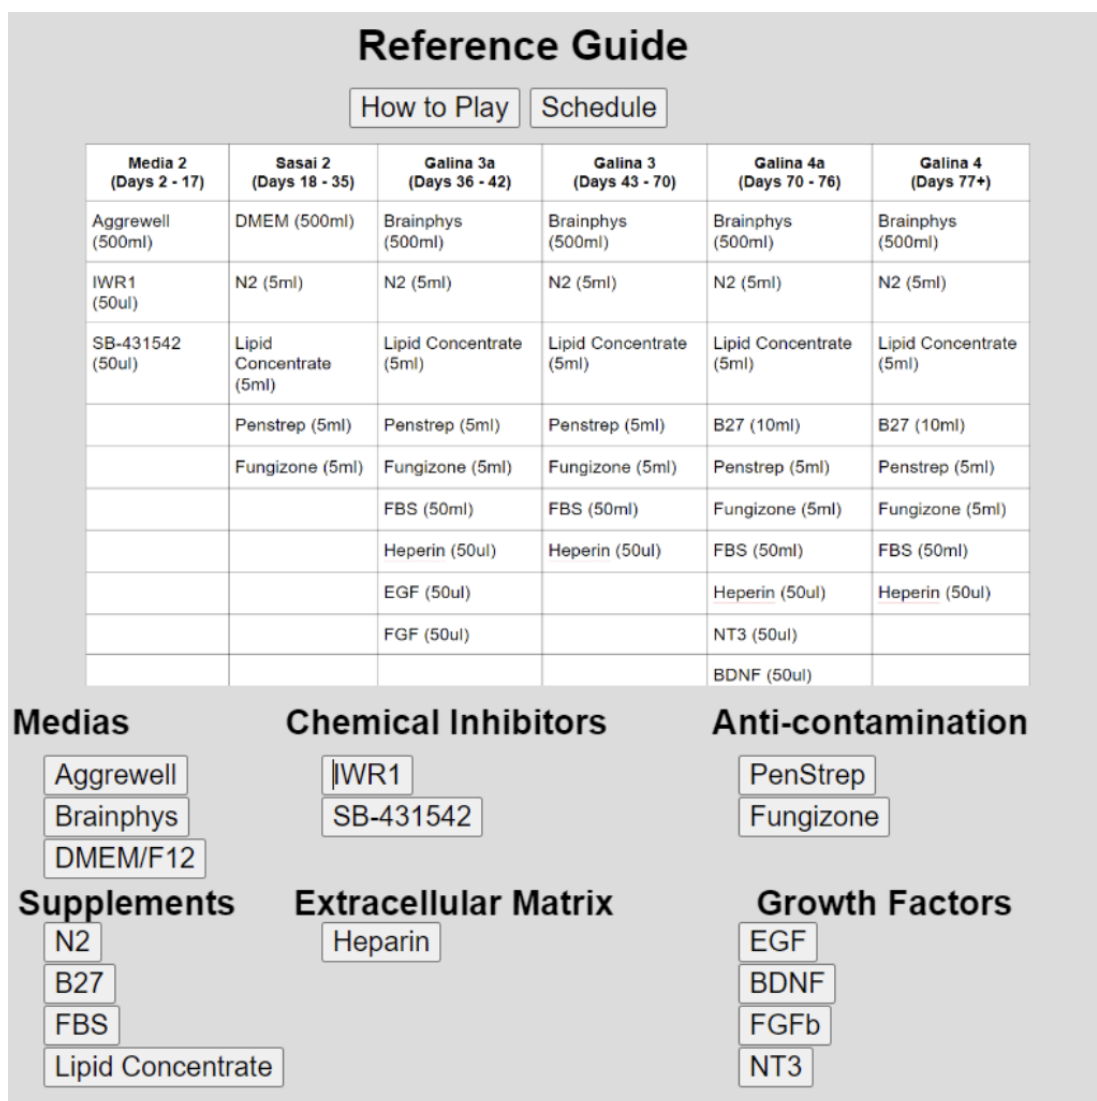 Reference Guide
How to Play Schedule
Media 2 Sasai 2 Galina 3a Galina 3 Galina 4a Galina 4
(Days 2 - 17) (Days 18 - 35) (Days 36 - 42) (Days 43 - 70) (Days 70 - 76) (Days 77+)
Aggrewell DMEM (500ml) Brainphys Brainphys Brainphys Brainphys
(500ml) (500ml) (500ml) (500ml) (500ml)
IWR1 N2 (5ml) N2 (5ml) N2 (5ml) N2 (5ml) N2 (5ml)
(50ul)
SB-431542 Lipid Lipid Concentrate Lipid Concentrate Lipid Concentrate Lipid Concentrate
(50ul) Concentrate (5ml) (5ml) (5ml) (5ml)
(5ml)
Penstrep (5ml) Penstrep (5ml) Penstrep (5ml) B27 (10ml) B27 (10ml)
Fungizone (5ml) Fungizone (5ml) Fungizone (5ml) Penstrep (5ml) Penstrep (5ml)
FBS (50ml) FBS (50ml) Fungizone (5ml) Fungizone (5ml)
Heperin (50ul) Heperin (50ul) FBS (50ml) FBS (50ml)
EGF (50ul) Heperin (50ul) Heperin (50ul)
FGF (50ul) NT3 (50ul)
BDNF (50ul)
Medias Chemical Inhibitors Anti-contamination
Aggrewell IWR1 PenStrep
Brainphys SB-431542 Fungizone
DMEM/F12
Supplements Extracellular Matrix Growth Factors
N2 Heparin EGF
B27 BDNF
FBS FGFb
Lipid Concentrate NT3